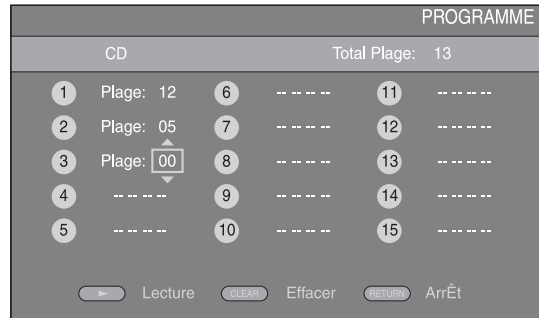 PROGRAMME
CD Total Plage: 13
1 Plage: 12 6 -- -- -- 11 -- -- --
2 Plage: 05 7 -- -- -- 12 -- -- --
3 Plage: 00 8 -- -- -- 13 -- -- --
4 -- -- -- 9 -- -- -- 14 -- -- --
5 -- -- -- 10 -- -- -- 15 -- -- --
Lecture CLEAR Effacer RETURN ArrÊt